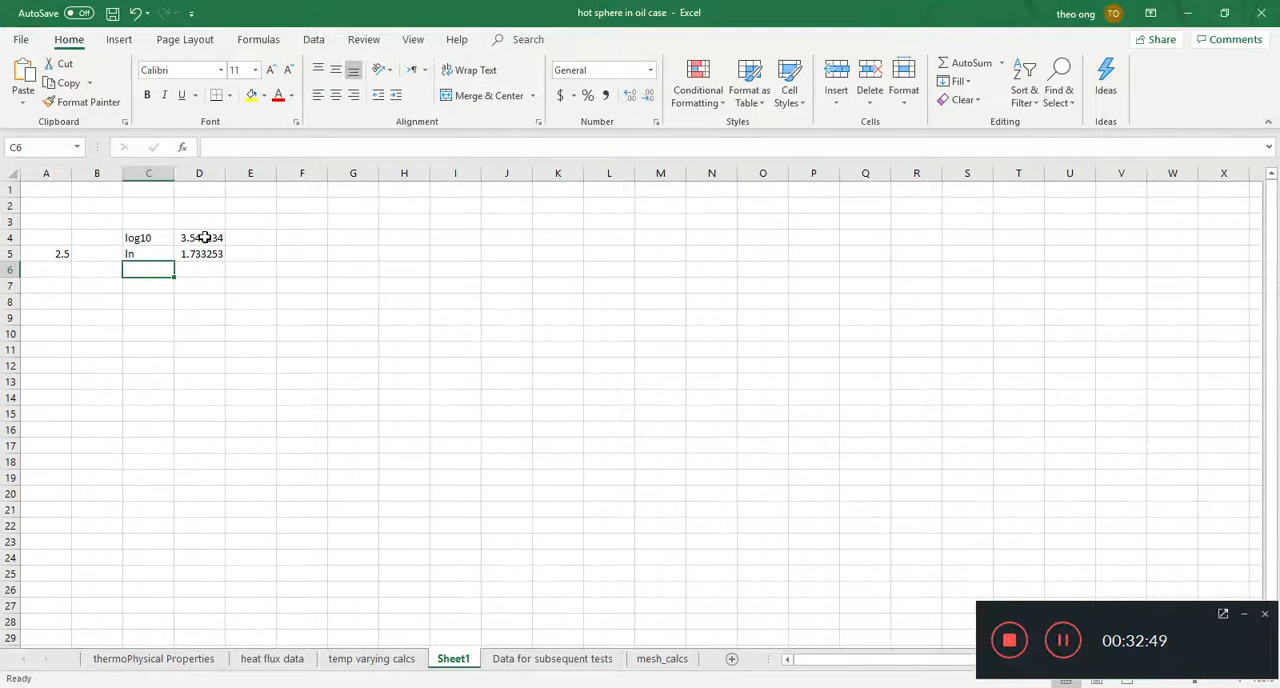 AutoSave Off hot sphere in oil case - Excel theo ong TO
File Home Insert Page Layout Formulas Data Review View Help Search Share Comments
Paste Cut Copy Format Painter Clipboard
Calibri 11 B I U A Font
Wrap Text Merge & Center Alignment
General $ % Number
Conditional Formatting Format as Table Cell Styles Styles
Insert Delete Format Cells
AutoSum Fill Clear Sort & Filter Find & Select Editing
Ideas Ideas
C6 fx
A B C D E F G H I J K L M N O P Q R S T U V W X
1
2
3
4 log10
5 2.5 ln 1.733253
6
7
8
9
10
11
12
13
14
15
16
17
18
19
20
21
22
23
24
25
26
27
28
29
00:32:49
thermoPhysical Properties heat flux data temp varying calcs Sheet1 Data for subsequent tests mesh_calcs
Ready